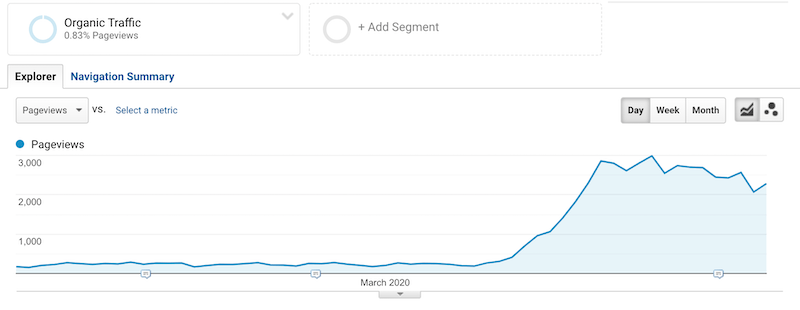 Organic Traffic
0.83% Pageviews
+ Add Segment
Explorer
Navigation Summary
Pageviews
vs.
Select a metric
Day
Week
Month
Pageviews
3,000
2,000
1,000
March 2020